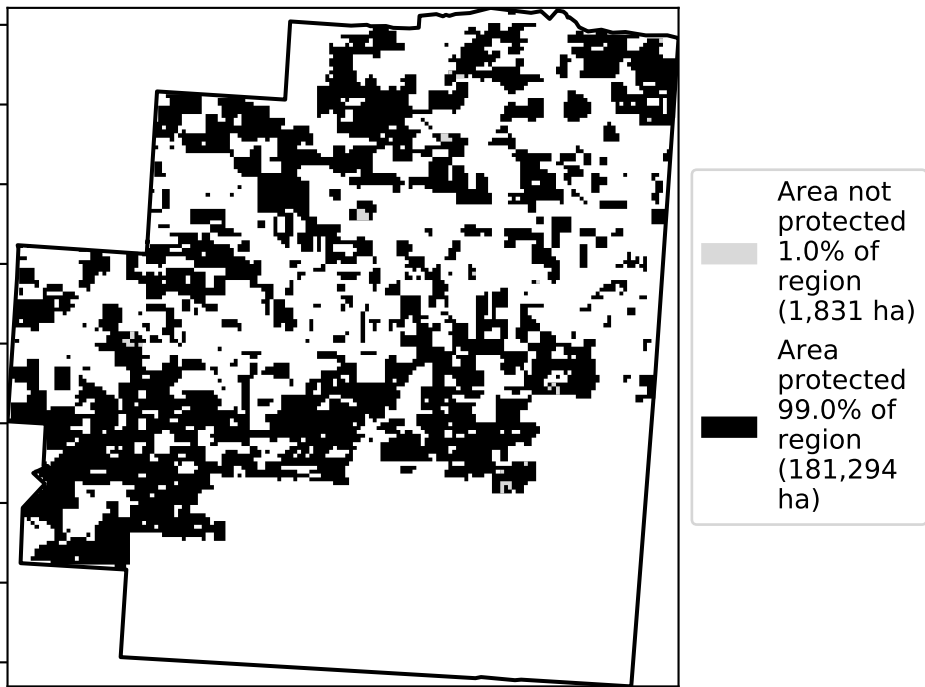 Area not
protected
1.0% of
region
(1,831 ha)
Area
protected
99.0% of
region
(181,294
ha)